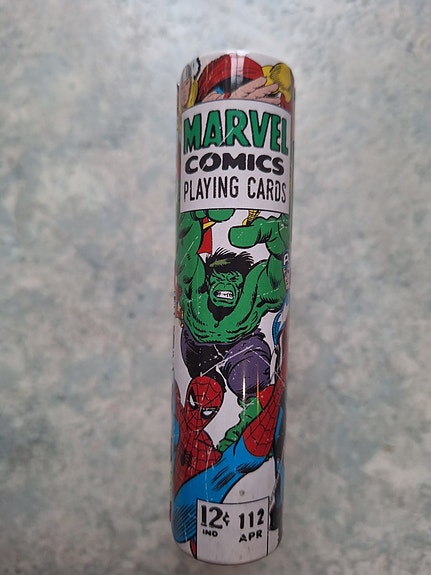 MARVEL
COMICS
PLAYING CARDS
12¢ 112
IND APR